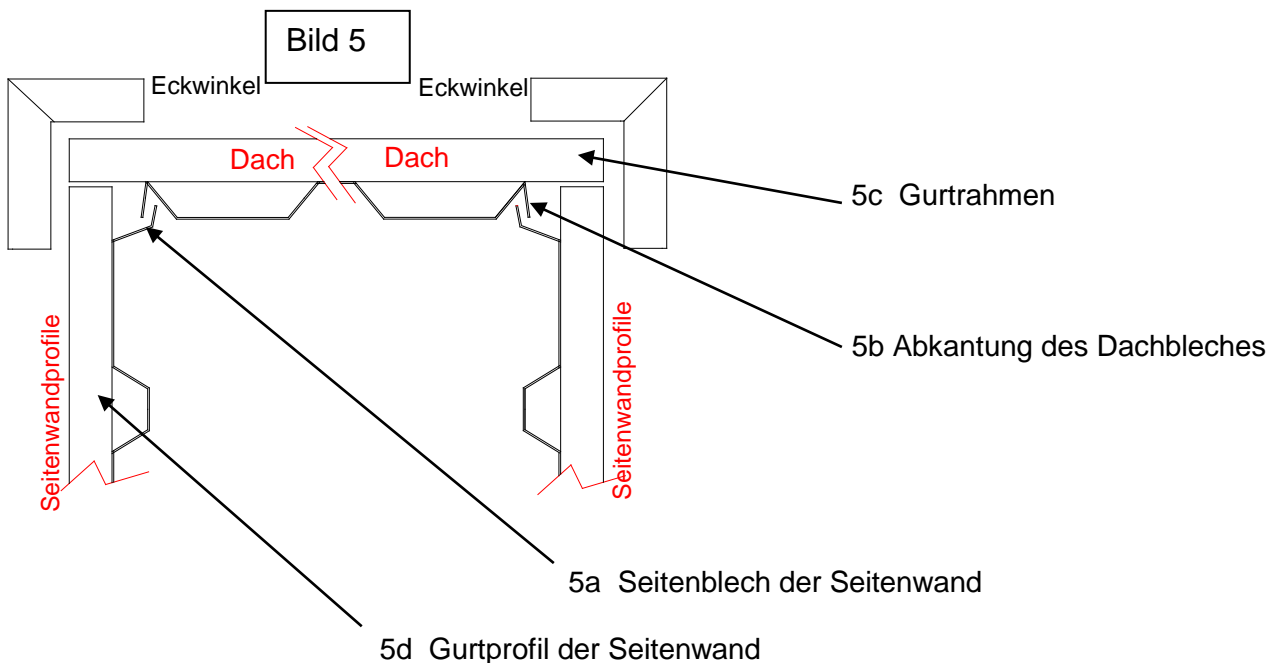 Bild 5
Eckwinkel
Eckwinkel
Dach
Dach
5c Gurtrahmen
Seitenwandprofile
Seitenwandprofile
5b Abkantung des Dachbleches
5a Seitenblech der Seitenwand
5d Gurtprofil der Seitenwand